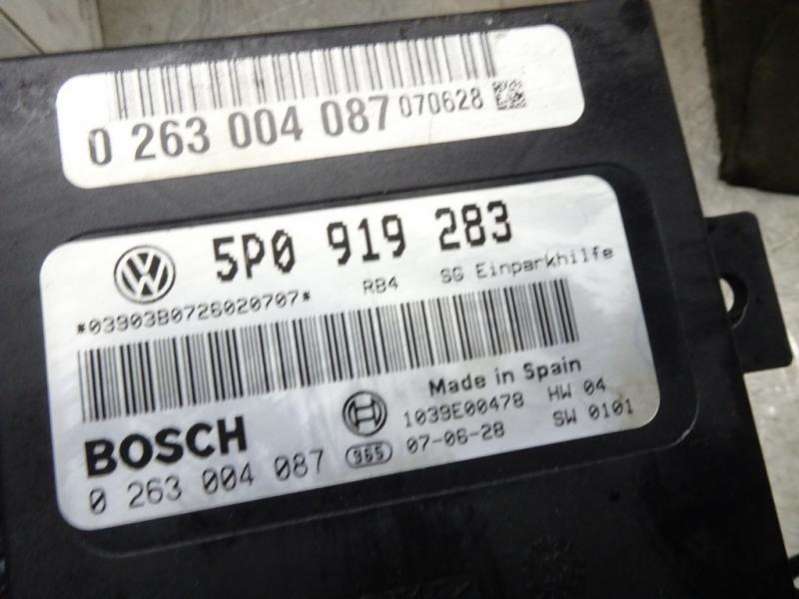 0 263 004 087 070628
5P0 919 283
*03903B0726020707* RB4 SG Einparkhilfe
Made in Spain
BOSCH 1039E00478 HW 04
0 263 004 087 365 07-06-28 SW 0101